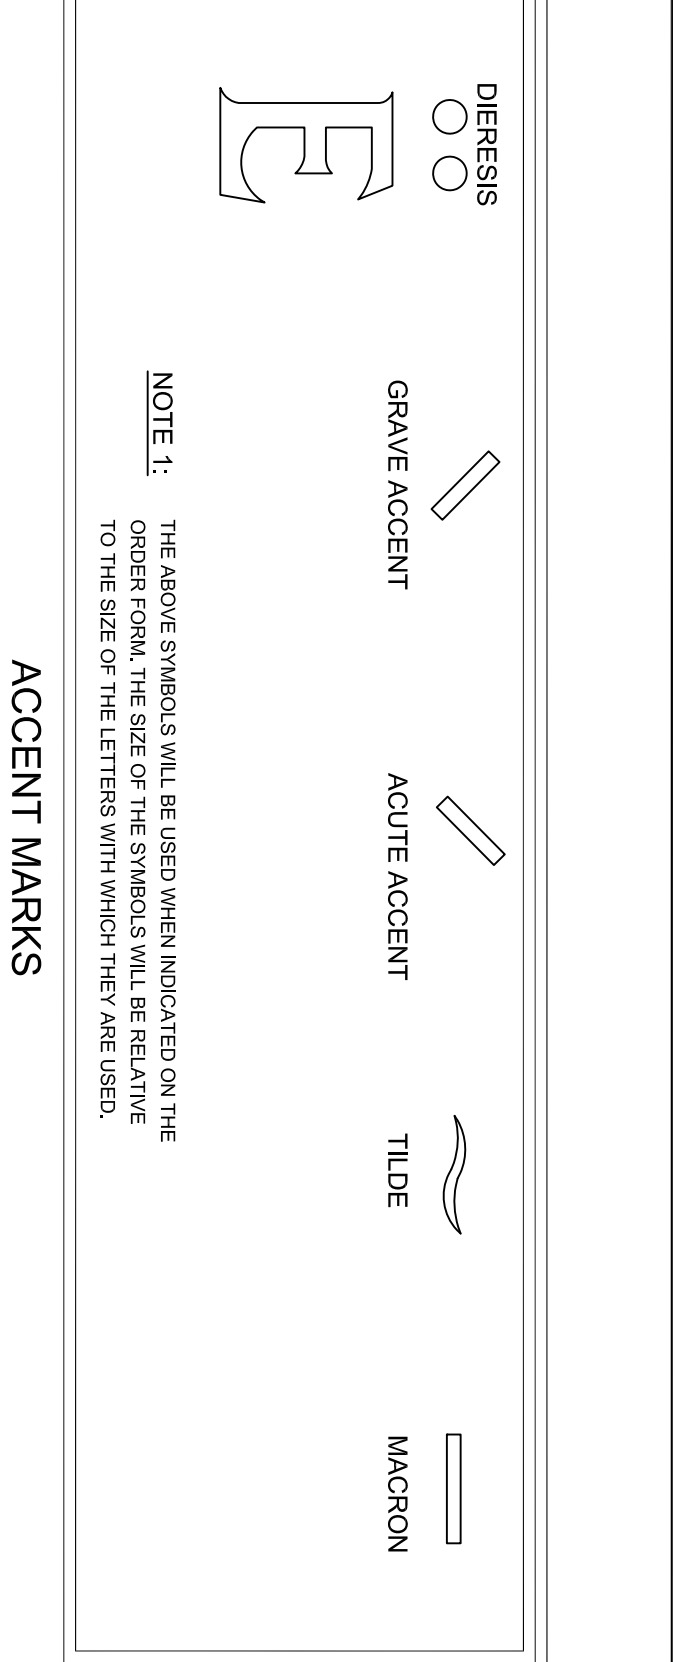 DIERESIS
E
GRAVE ACCENT
ACUTE ACCENT
TILDE
MACRON
NOTE 1:
THE ABOVE SYMBOLS WILL BE USED WHEN INDICATED ON THE
ORDER FORM. THE SIZE OF THE SYMBOLS WILL BE RELATIVE
TO THE SIZE OF THE LETTERS WITH WHICH THEY ARE USED.
ACCENT MARKS